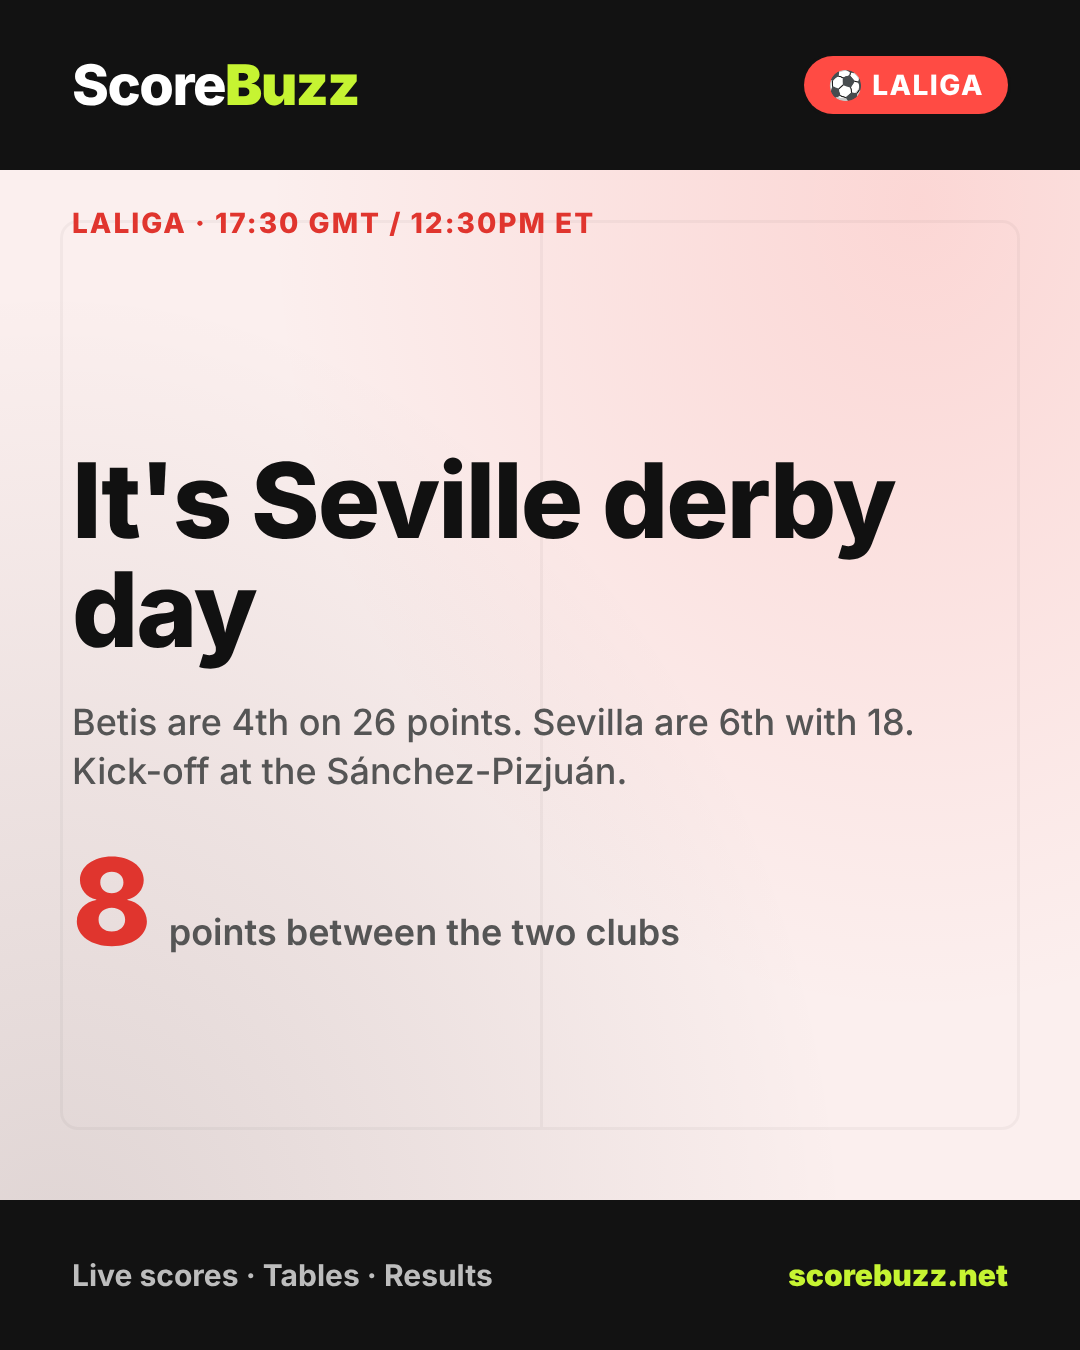 ScoreBuzz
⚽ LALIGA
LALIGA · 17:30 GMT / 12:30PM ET
It's Seville derby
day
Betis are 4th on 26 points. Sevilla are 6th with 18.
Kick-off at the Sánchez-Pizjuán.
8 points between the two clubs
Live scores · Tables · Results
scorebuzz.net